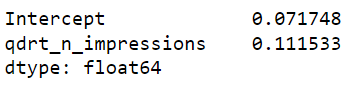 Intercept 0.071748
qdrt_n_impressions 0.111533
dtype: float64